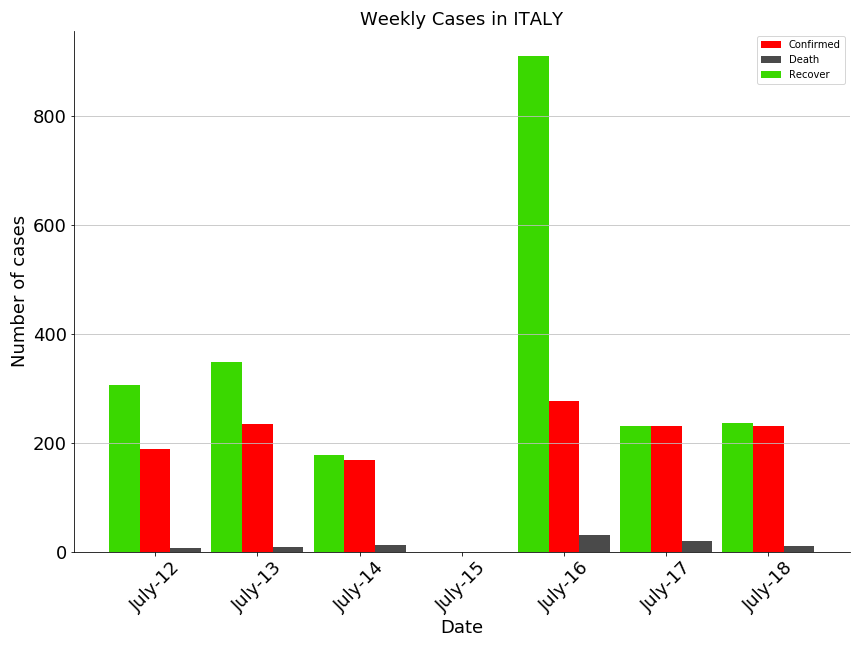 Weekly Cases in ITALY
Confirmed
Death
Recover
Number of cases
800
600
400
200
0
July-12
July-13
July-14
July-15
July-16
July-17
July-18
Date